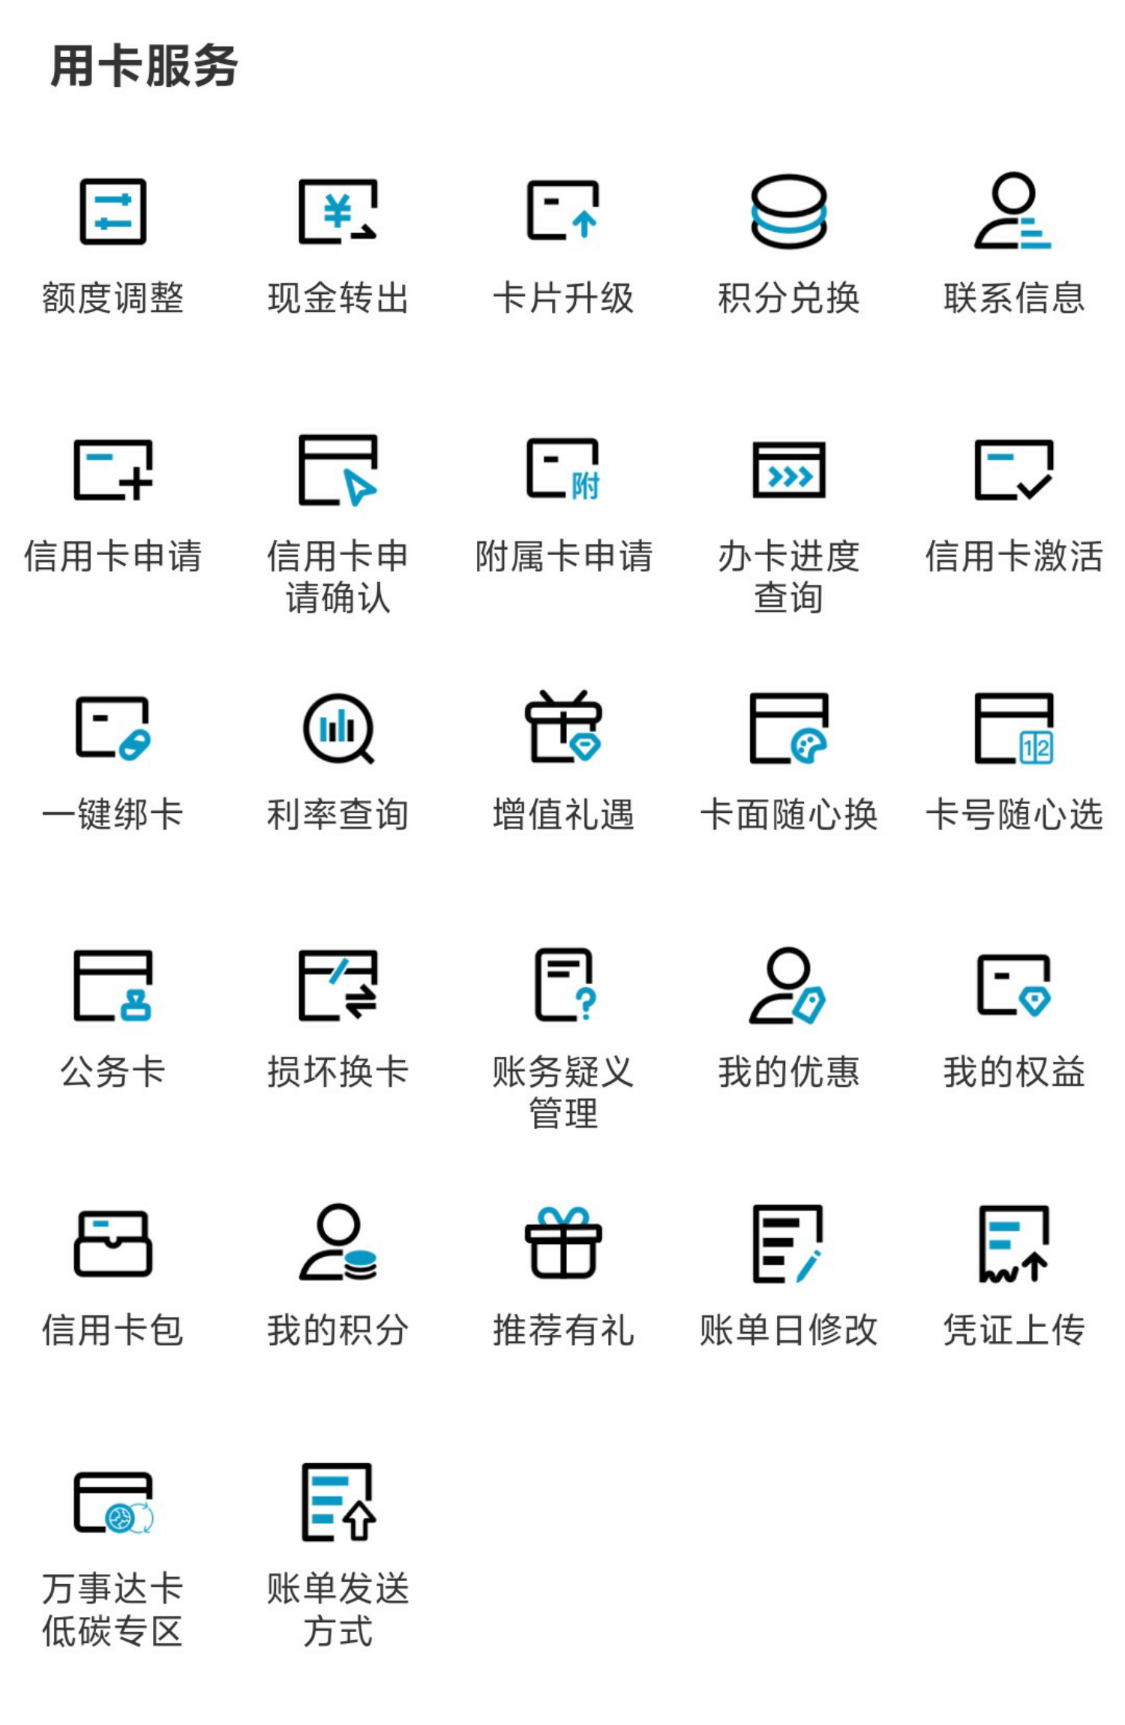 用卡服务
额度调整
现金转出
¥
卡片升级
积分兑换
联系信息
信用卡申请
信用卡申
请确认
附
附属卡申请
办卡进度
查询
信用卡激活
一键绑卡
利率查询
增值礼遇
卡面随心换
12
卡号随心选
公务卡
损坏换卡
?
账务疑义
管理
我的优惠
我的权益
信用卡包
我的积分
推荐有礼
账单日修改
凭证上传
万事达卡
低碳专区
账单发送
方式